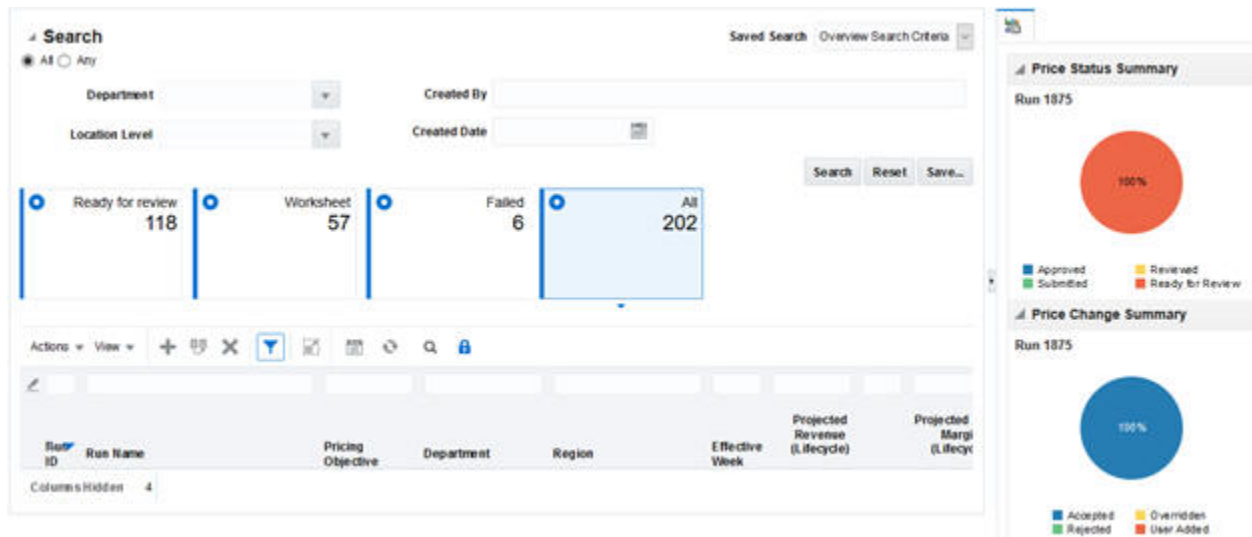 Search
Saved Search Overview Search Criteria
All Any
Department
Created By
Location Level
Created Date
Search Reset Save...
Ready for review
118
Worksheet
57
Failed
6
All
202
Actions View
Run ID
Run Name
Pricing
Objective
Department
Region
Effective
Week
Projected
Revenue
(Lifecycle)
Projected
Margi
(Lifecyc
Columns Hidden 4
Price Status Summary
Run 1875
100%
Approved Reviewed
Submitted Ready for Review
Price Change Summary
Run 1875
100%
Accepted Overridden
Rejected User Added